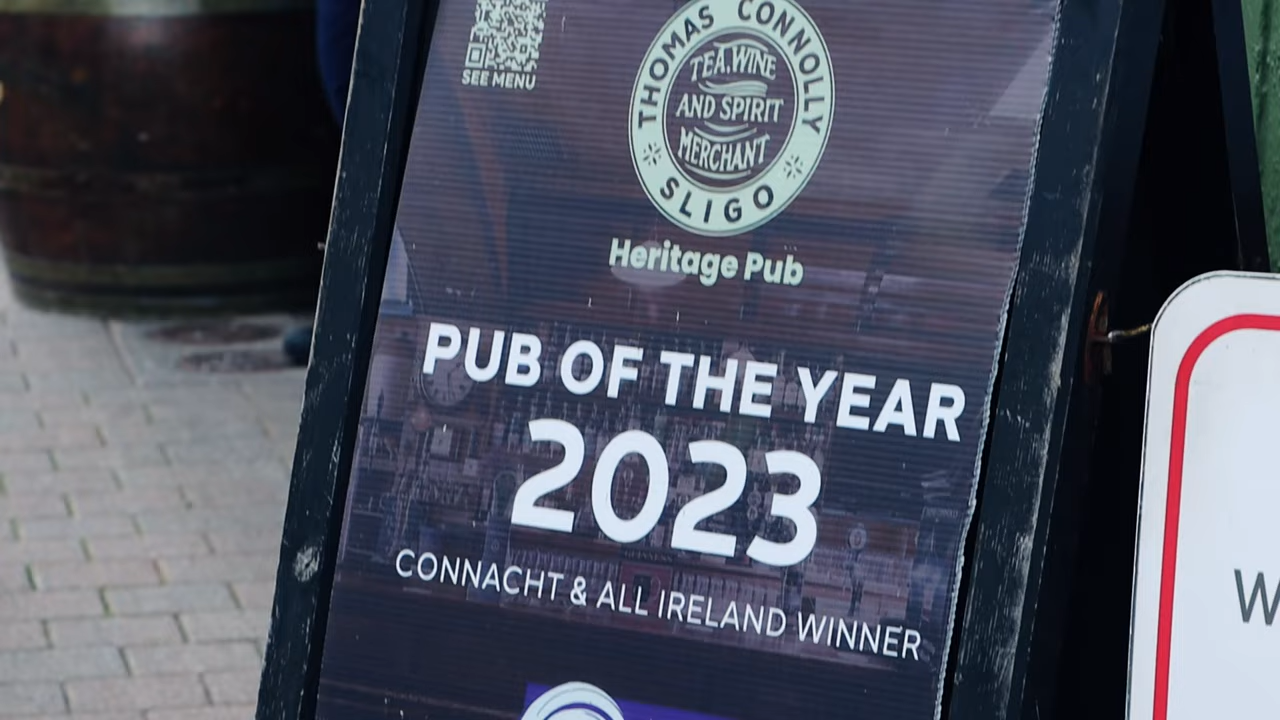 SEE MENU
THOMAS CONNOLLY
TEA, WINE
AND SPIRIT
MERCHANT
SLIGO
Heritage Pub
PUB OF THE YEAR
2023
CONNACHT & ALL IRELAND WINNER
W